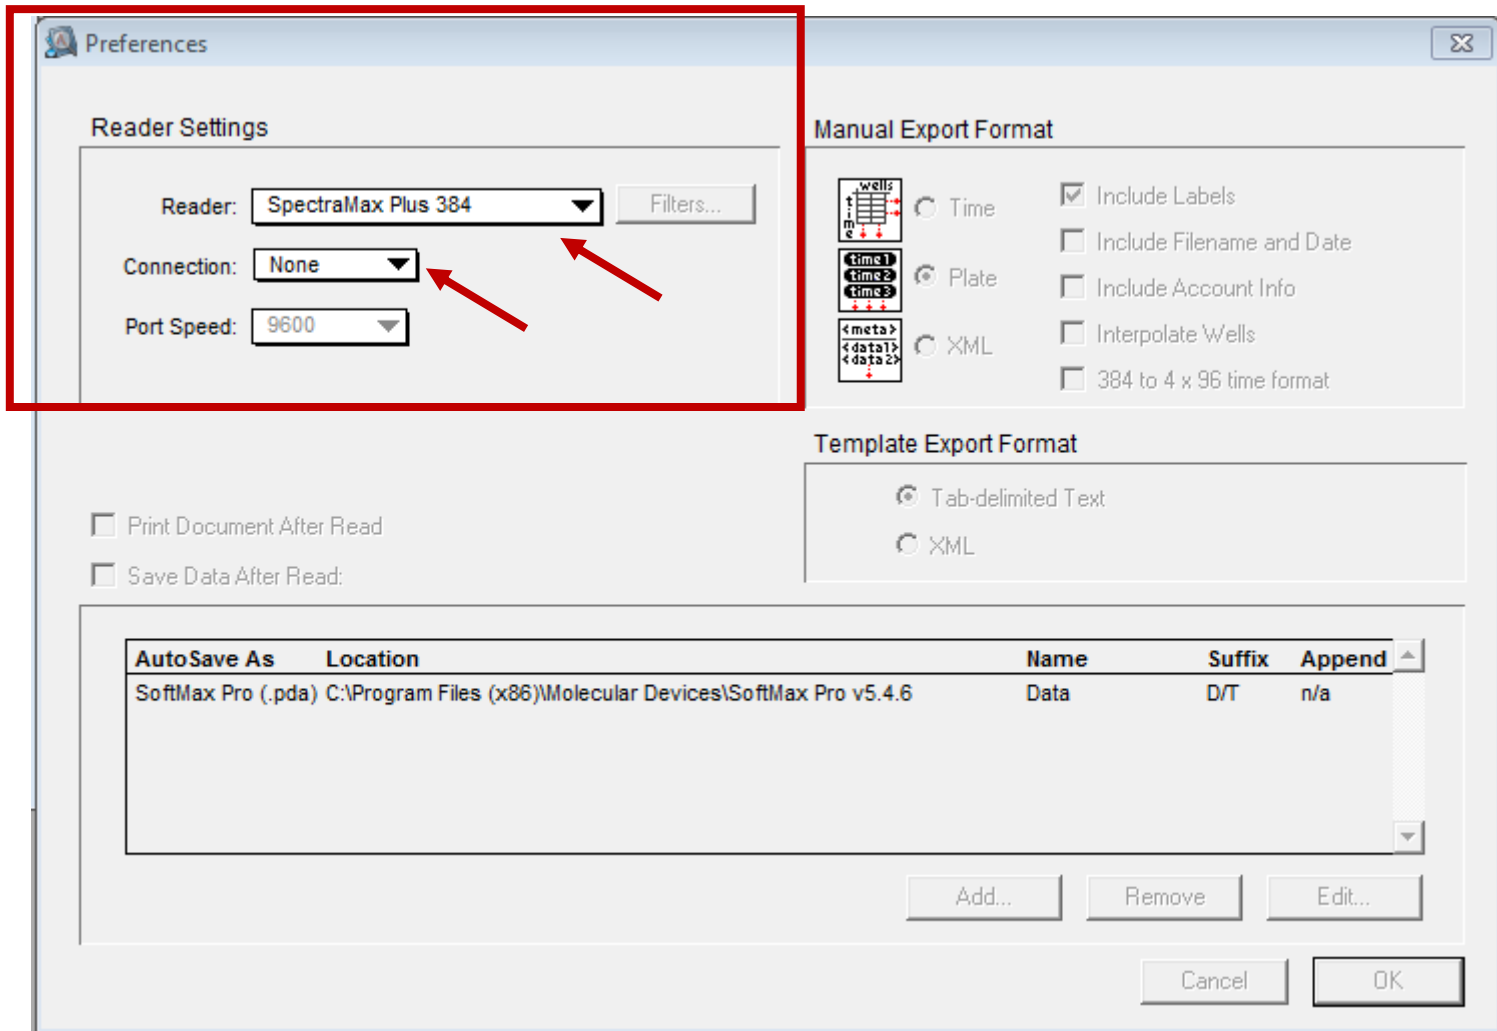 Preferences
Reader Settings
Reader: SpectraMax Plus 384 Filters...
Connection: None
Port Speed: 9600
Manual Export Format
wells
time
Time
time1
time2
time3
Plate
<meta>
<data1>
<data2>
XML
Include Labels
Include Filename and Date
Include Account Info
Interpolate Wells
384 to 4 x 96 time format
Template Export Format
Tab-delimited Text
XML
Print Document After Read
Save Data After Read:
AutoSave As Location Name Suffix Append
SoftMax Pro (.pda) C:\Program Files (x86)\Molecular Devices\SoftMax Pro v5.4.6 Data D/T n/a
Add... Remove Edit...
Cancel OK